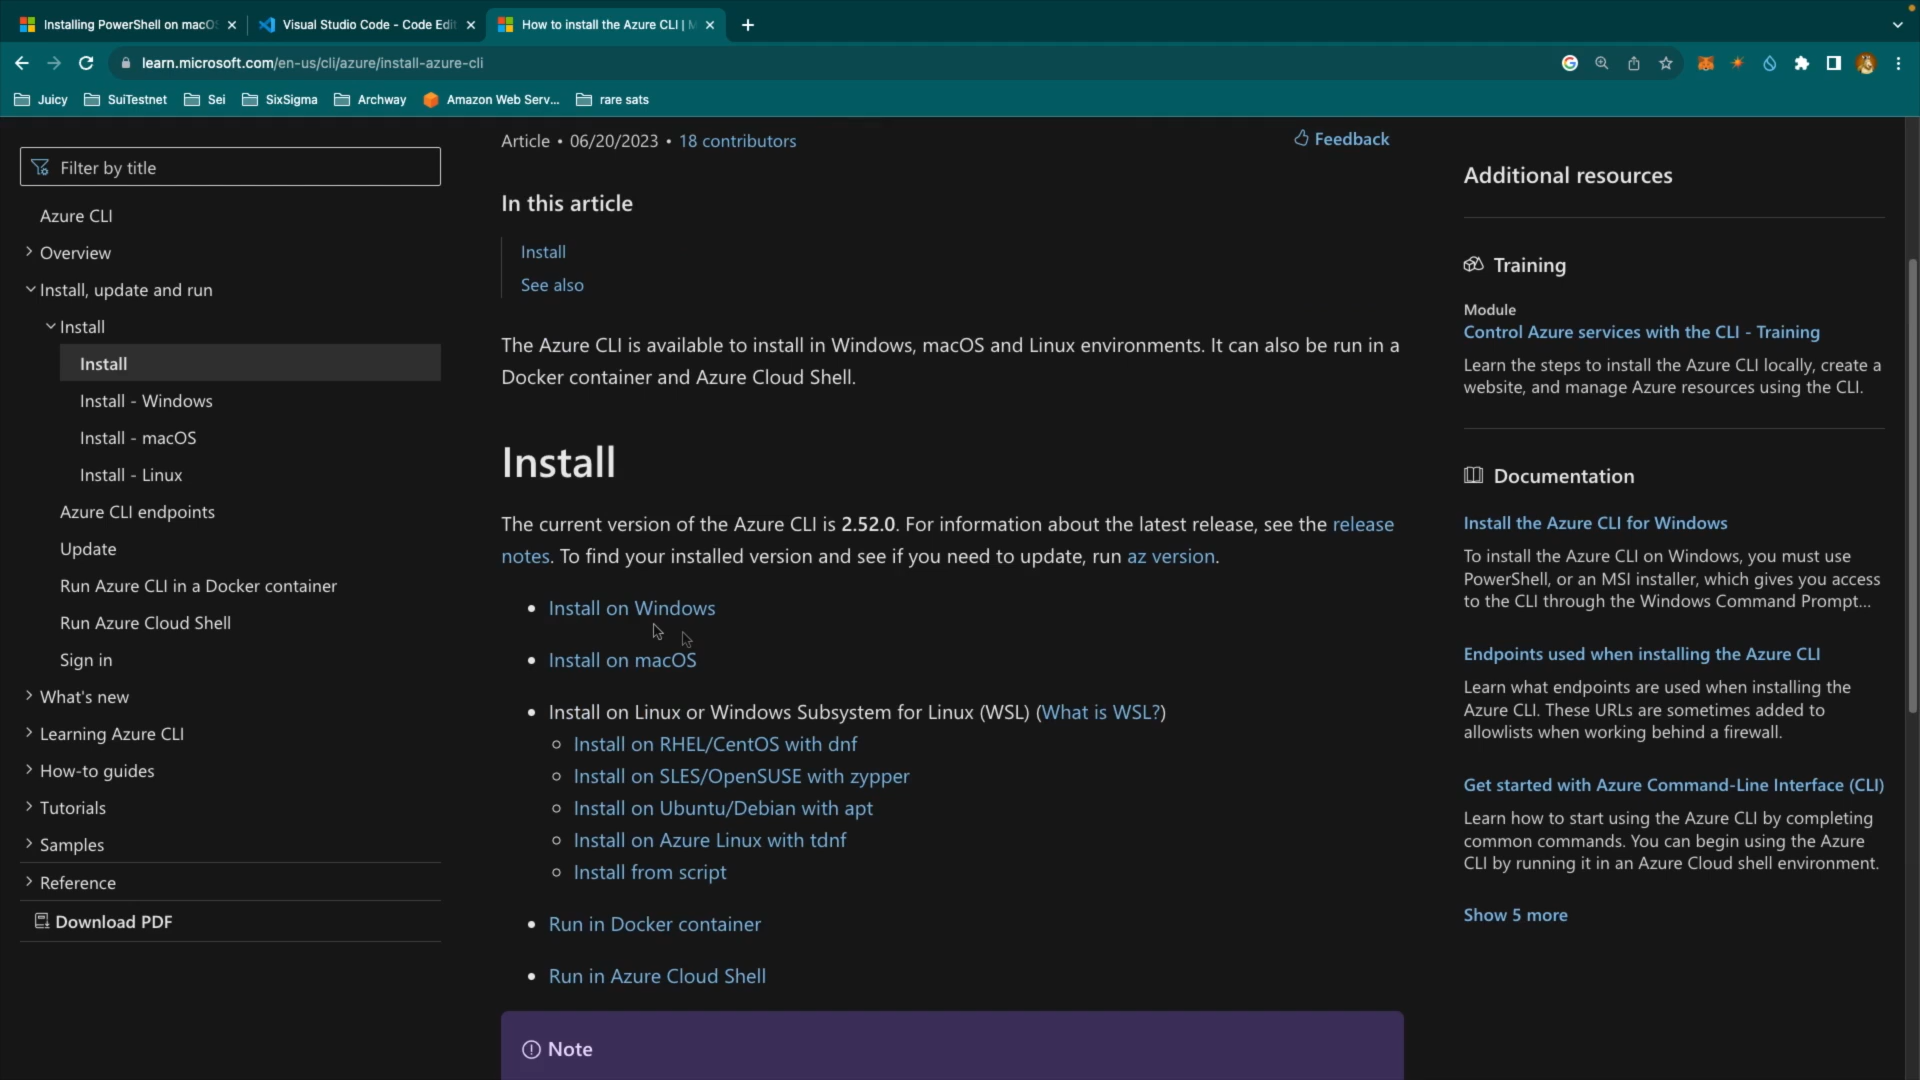 Installing PowerShell on macO
Visual Studio Code - Code Edit
How to install the Azure CLI | M
learn.microsoft.com/en-us/cli/azure/install-azure-cli
Juicy
SuiTestnet
Sei
SixSigma
Archway
Amazon Web Serv...
rare sats
Filter by title
Azure CLI
Overview
Install, update and run
Install
Install
Install - Windows
Install - macOS
Install - Linux
Azure CLI endpoints
Update
Run Azure CLI in a Docker container
Run Azure Cloud Shell
Sign in
What's new
Learning Azure CLI
How-to guides
Tutorials
Samples
Reference
Download PDF
Article • 06/20/2023 • 18 contributors
Feedback
In this article
Install
See also
The Azure CLI is available to install in Windows, macOS and Linux environments. It can also be run in a
Docker container and Azure Cloud Shell.
Install
The current version of the Azure CLI is 2.52.0. For information about the latest release, see the release
notes. To find your installed version and see if you need to update, run az version.
• Install on Windows
• Install on macOS
• Install on Linux or Windows Subsystem for Linux (WSL) (What is WSL?)
Install on RHEL/CentOS with dnf
Install on SLES/OpenSUSE with zypper
Install on Ubuntu/Debian with apt
Install on Azure Linux with tdnf
Install from script
• Run in Docker container
• Run in Azure Cloud Shell
Note
Additional resources
Training
Module
Control Azure services with the CLI - Training
Learn the steps to install the Azure CLI locally, create a
website, and manage Azure resources using the CLI.
Documentation
Install the Azure CLI for Windows
To install the Azure CLI on Windows, you must use
PowerShell, or an MSI installer, which gives you access
to the CLI through the Windows Command Prompt...
Endpoints used when installing the Azure CLI
Learn what endpoints are used when installing the
Azure CLI. These URLs are sometimes added to
allowlists when working behind a firewall.
Get started with Azure Command-Line Interface (CLI)
Learn how to start using the Azure CLI by completing
common commands. You can begin using the Azure
CLI by running it in an Azure Cloud shell environment.
Show 5 more